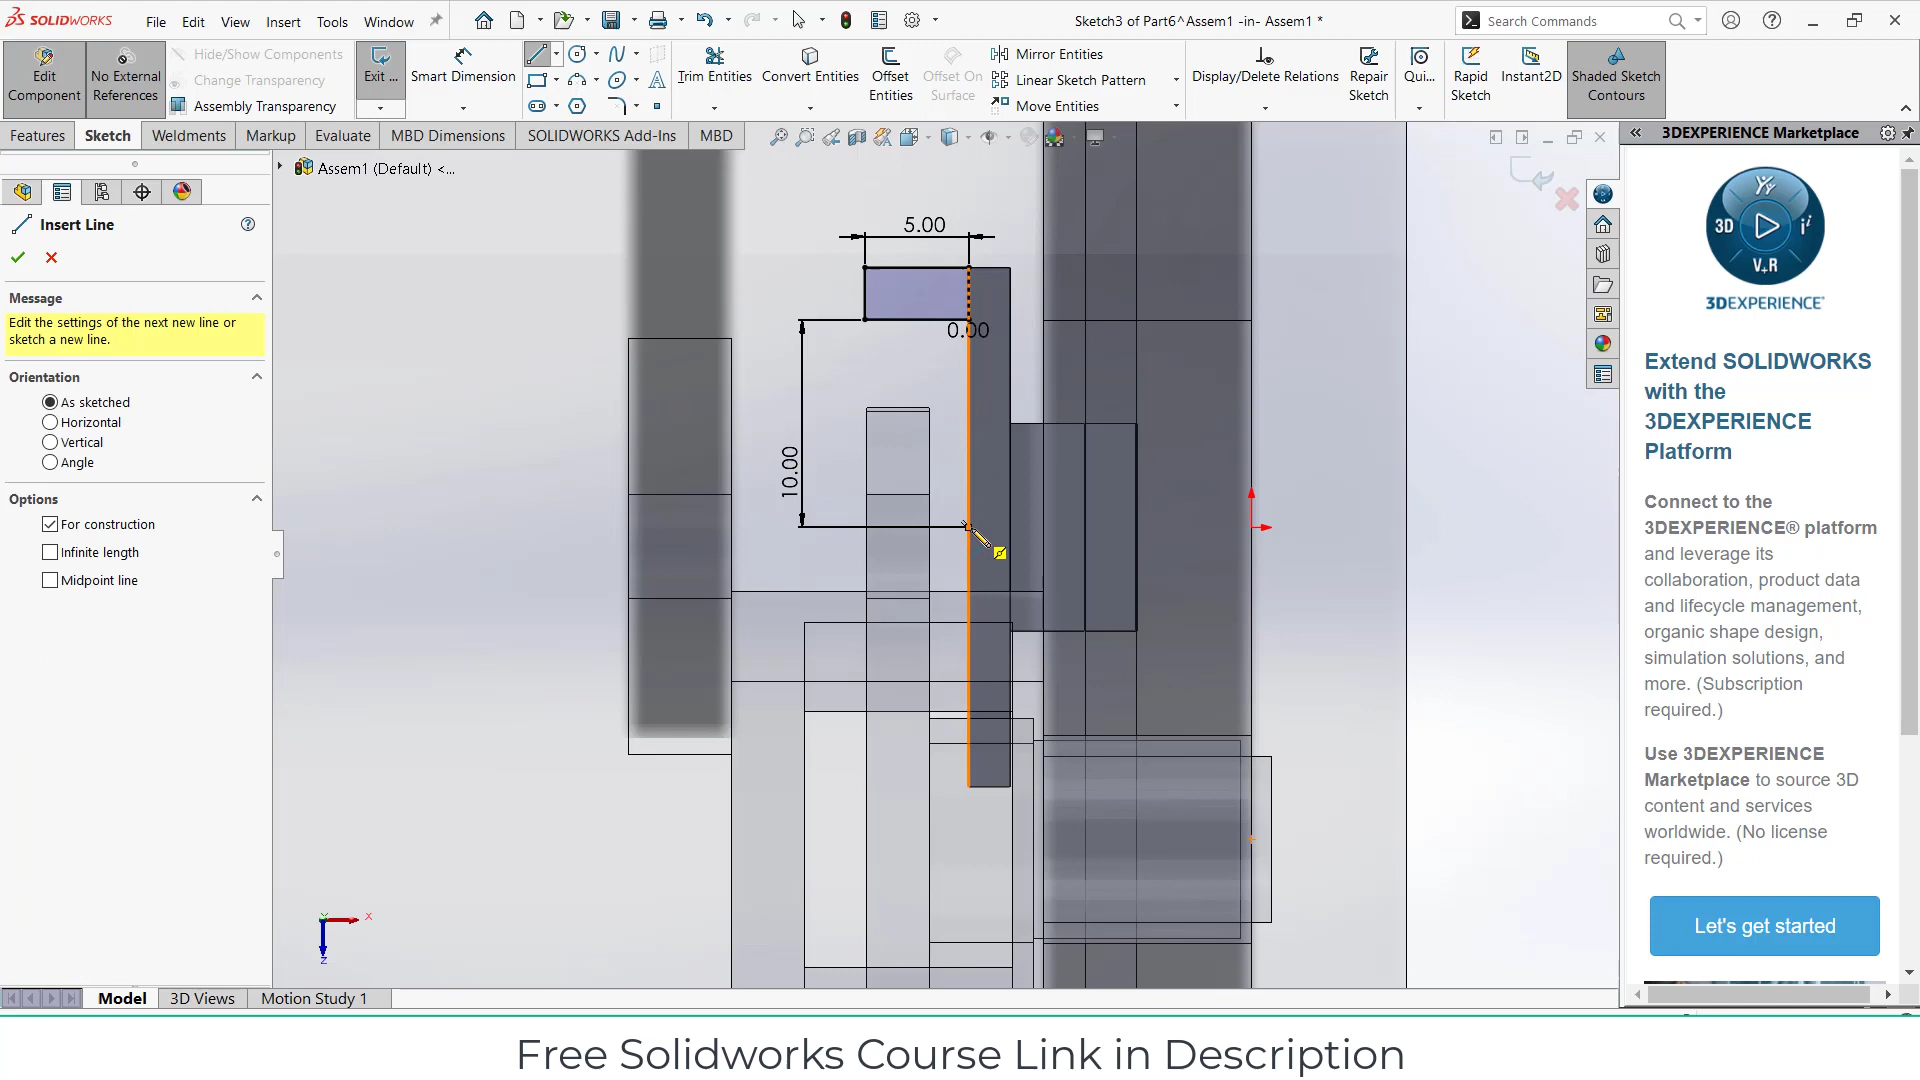 SOLIDWORKS File Edit View Insert Tools Window
Sketch3 of Part6^Assem1 -in- Assem1 *
Search Commands
Edit Component
No External References
Hide/Show Components
Change Transparency
Assembly Transparency
Exit ...
Smart Dimension
Trim Entities
Convert Entities
Offset Entities
Offset On Surface
Mirror Entities
Linear Sketch Pattern
Move Entities
Display/Delete Relations
Repair Sketch
Qui...
Rapid Sketch
Instant2D
Shaded Sketch Contours
Features Sketch Weldments Markup Evaluate MBD Dimensions SOLIDWORKS Add-Ins MBD
Assem1 (Default) <...
Insert Line
Message
Edit the settings of the next new line or
sketch a new line.
Orientation
As sketched
Horizontal
Vertical
Angle
Options
For construction
Infinite length
Midpoint line
5.00
0.00
10.00
X
Y
Z
3DEXPERIENCE Marketplace
3D
V+R
3DEXPERIENCE
Extend SOLIDWORKS
with the
3DEXPERIENCE
Platform
Connect to the
3DEXPERIENCE® platform
and leverage its
collaboration, product data
and lifecycle management,
organic shape design,
simulation solutions, and
more. (Subscription
required.)
Use 3DEXPERIENCE
Marketplace to source 3D
content and services
worldwide. (No license
required.)
Let's get started
Model 3D Views Motion Study 1
Free Solidworks Course Link in Description